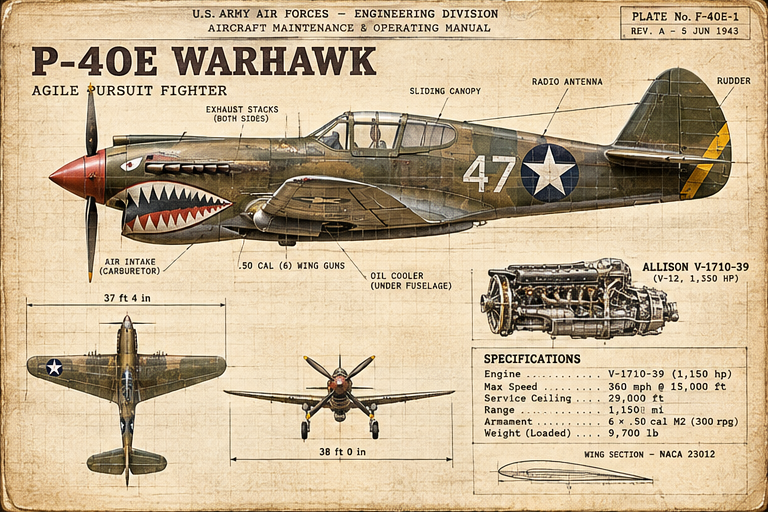 U.S. ARMY AIR FORCES – ENGINEERING DIVISION
AIRCRAFT MAINTENANCE & OPERATING MANUAL
PLATE No. F-40E-1
REV. A – 5 JUN 1943
P-40E WARHAWK
AGILE PURSUIT FIGHTER
EXHAUST STACKS
(BOTH SIDES)
SLIDING CANOPY
RADIO ANTENNA
RUDDER
47
AIR INTAKE
(CARBURETOR)
.50 CAL (6) WING GUNS
OIL COOLER
(UNDER FUSELAGE)
ALLISON V-1710-39
(V-12, 1,350 HP)
37 ft 4 in
38 ft 0 in
SPECIFICATIONS
Engine .......... V-1710-39 (1,150 hp)
Max Speed ......... 360 mph @ 15,000 ft
Service Ceiling .... 29,000 ft
Range ........... 1,150 mi
Armament ......... 6 × .50 cal M2 (300 rpg)
Weight (Loaded) .... 9,700 lb
WING SECTION – NACA 23012